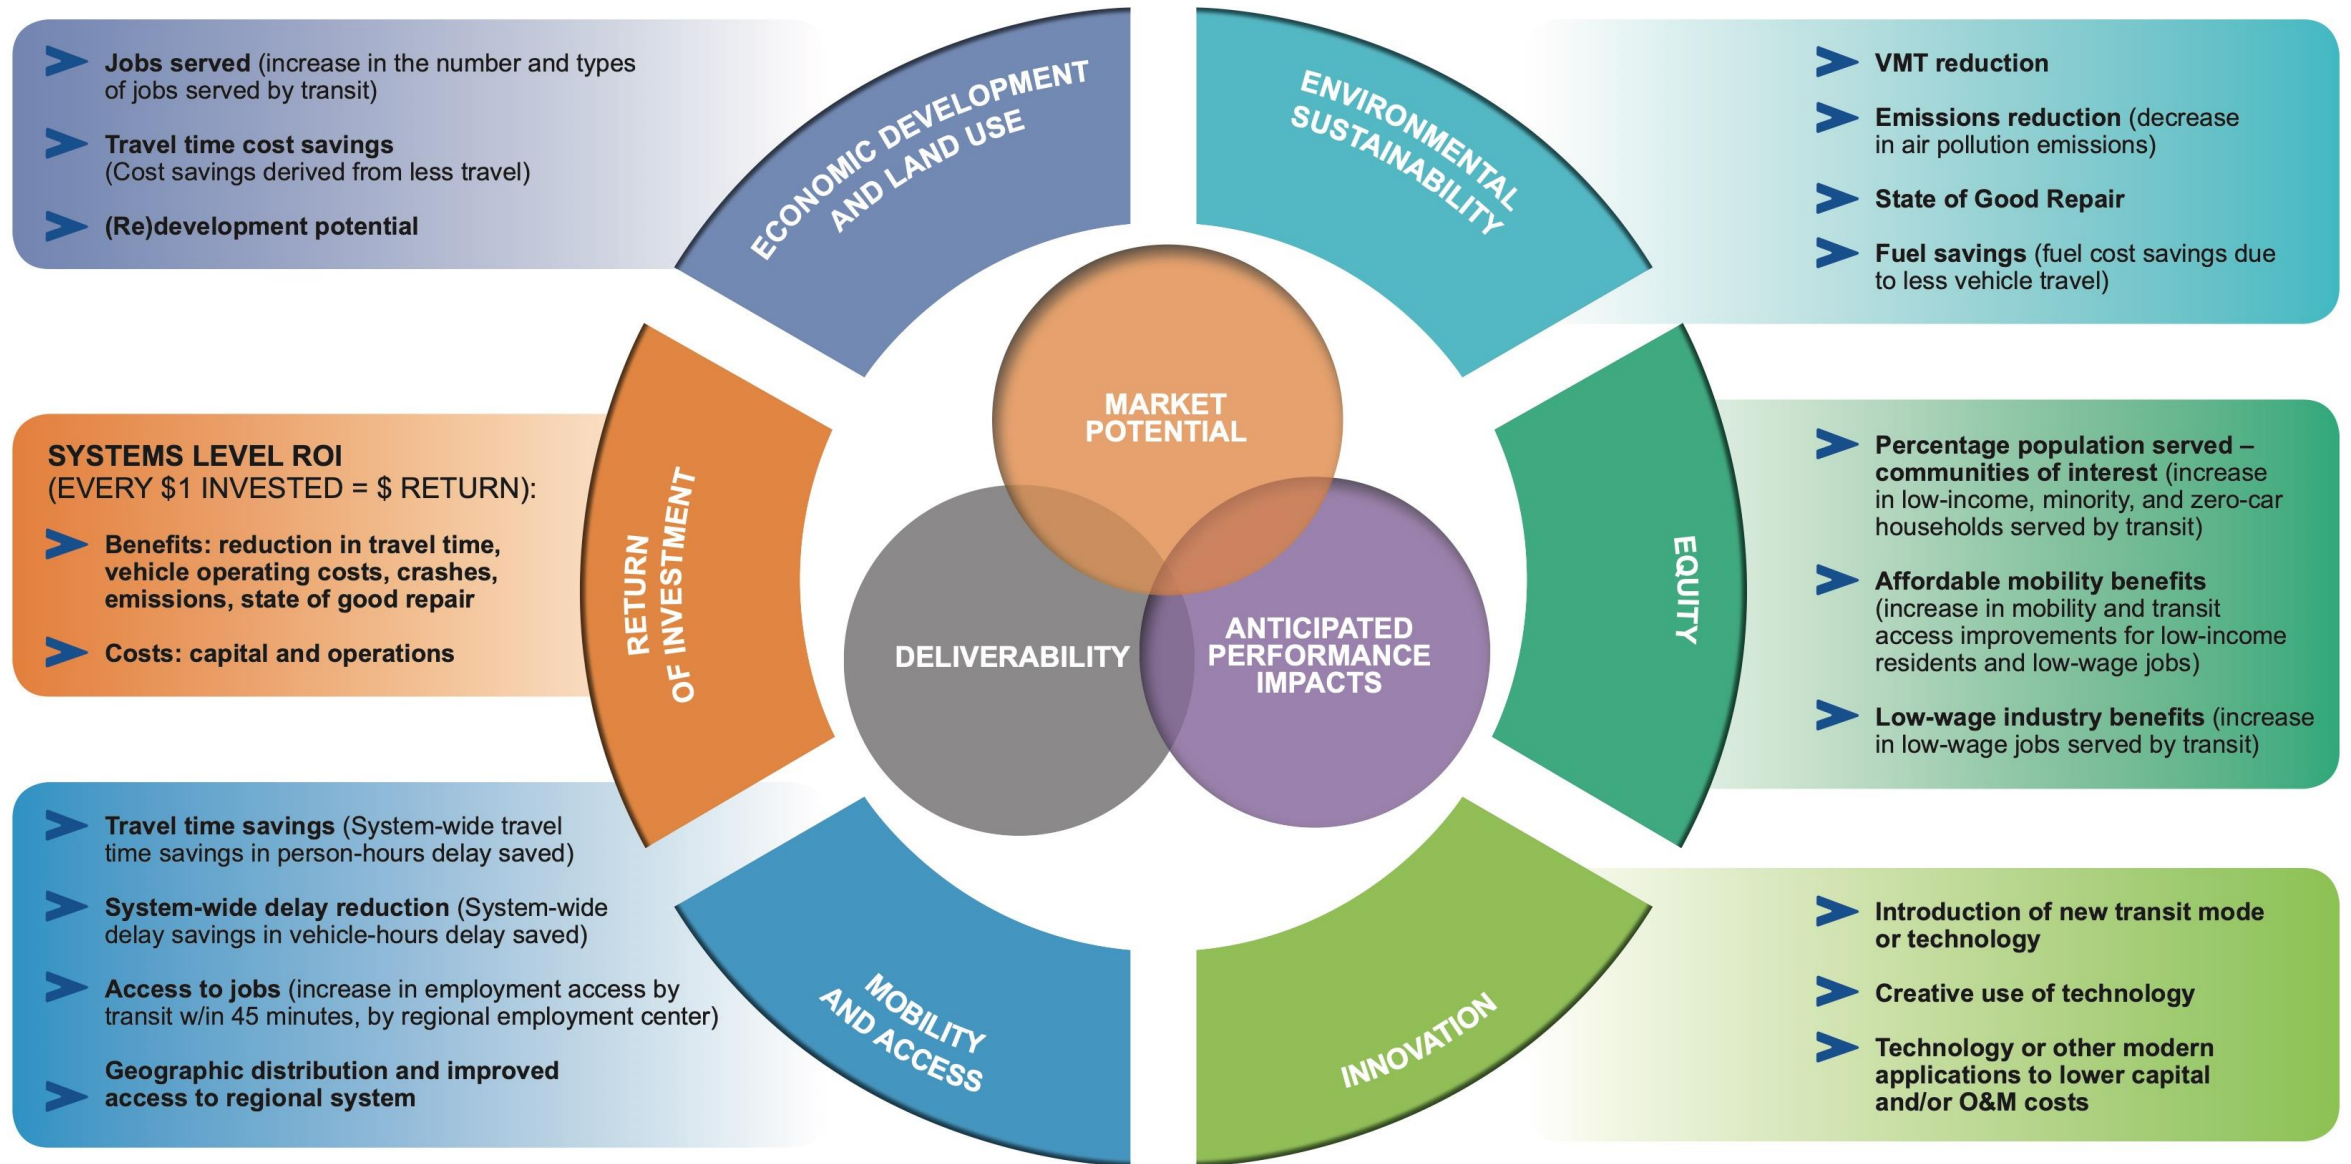 Jobs served (increase in the number and types
of jobs served by transit)
Travel time cost savings
(Cost savings derived from less travel)
(Re)development potential
SYSTEMS LEVEL ROI
(EVERY $1 INVESTED = $ RETURN):
Benefits: reduction in travel time,
vehicle operating costs, crashes,
emissions, state of good repair
Costs: capital and operations
Travel time savings (System-wide travel
time savings in person-hours delay saved)
System-wide delay reduction (System-wide
delay savings in vehicle-hours delay saved)
Access to jobs (increase in employment access by
transit w/in 45 minutes, by regional employment center)
Geographic distribution and improved
access to regional system
ECONOMIC DEVELOPMENT
AND LAND USE
ENVIRONMENTAL
SUSTAINABILITY
RETURN
OF INVESTMENT
EQUITY
MOBILITY
AND ACCESS
INNOVATION
MARKET
POTENTIAL
DELIVERABILITY
ANTICIPATED
PERFORMANCE
IMPACTS
VMT reduction
Emissions reduction (decrease
in air pollution emissions)
State of Good Repair
Fuel savings (fuel cost savings due
to less vehicle travel)
Percentage population served –
communities of interest (increase
in low-income, minority, and zero-car
households served by transit)
Affordable mobility benefits
(increase in mobility and transit
access improvements for low-income
residents and low-wage jobs)
Low-wage industry benefits (increase
in low-wage jobs served by transit)
Introduction of new transit mode
or technology
Creative use of technology
Technology or other modern
applications to lower capital
and/or O&M costs